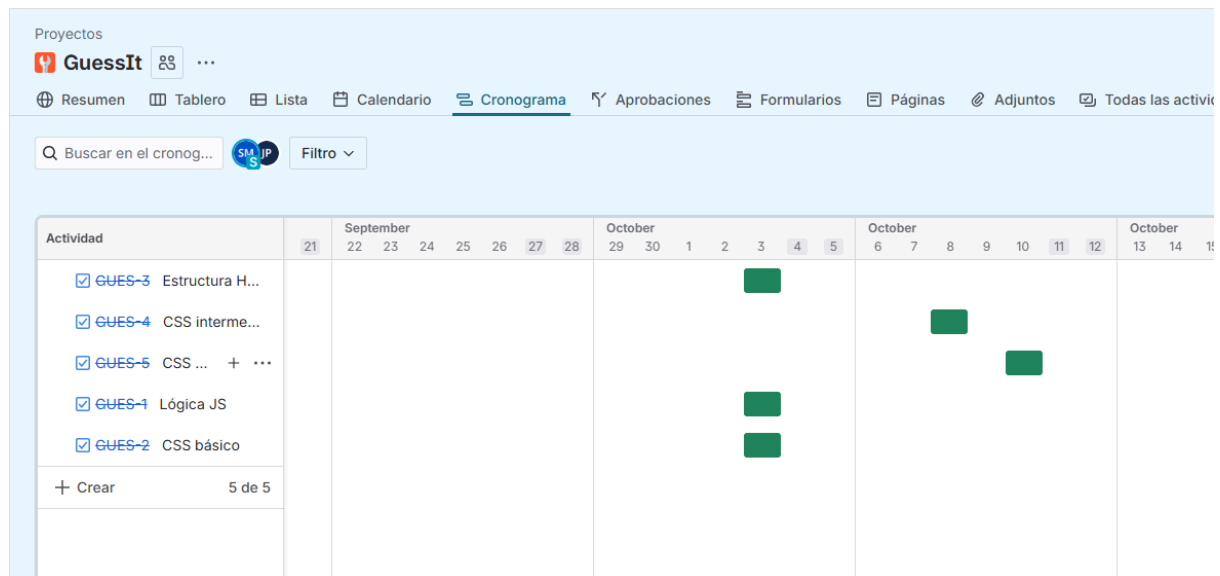 Proyectos
GuessIt
Resumen Tablero Lista Calendario Cronograma Aprobaciones Formularios Páginas Adjuntos Todas las activi
Buscar en el cronog... SM S JP Filtro
Actividad
September October October October
21 22 23 24 25 26 27 28 29 30 1 2 3 4 5 6 7 8 9 10 11 12 13 14
GUES-3 Estructura H...
GUES-4 CSS interme...
GUES-5 CSS ... + ...
GUES-1 Lógica JS
GUES-2 CSS básico
+ Crear 5 de 5